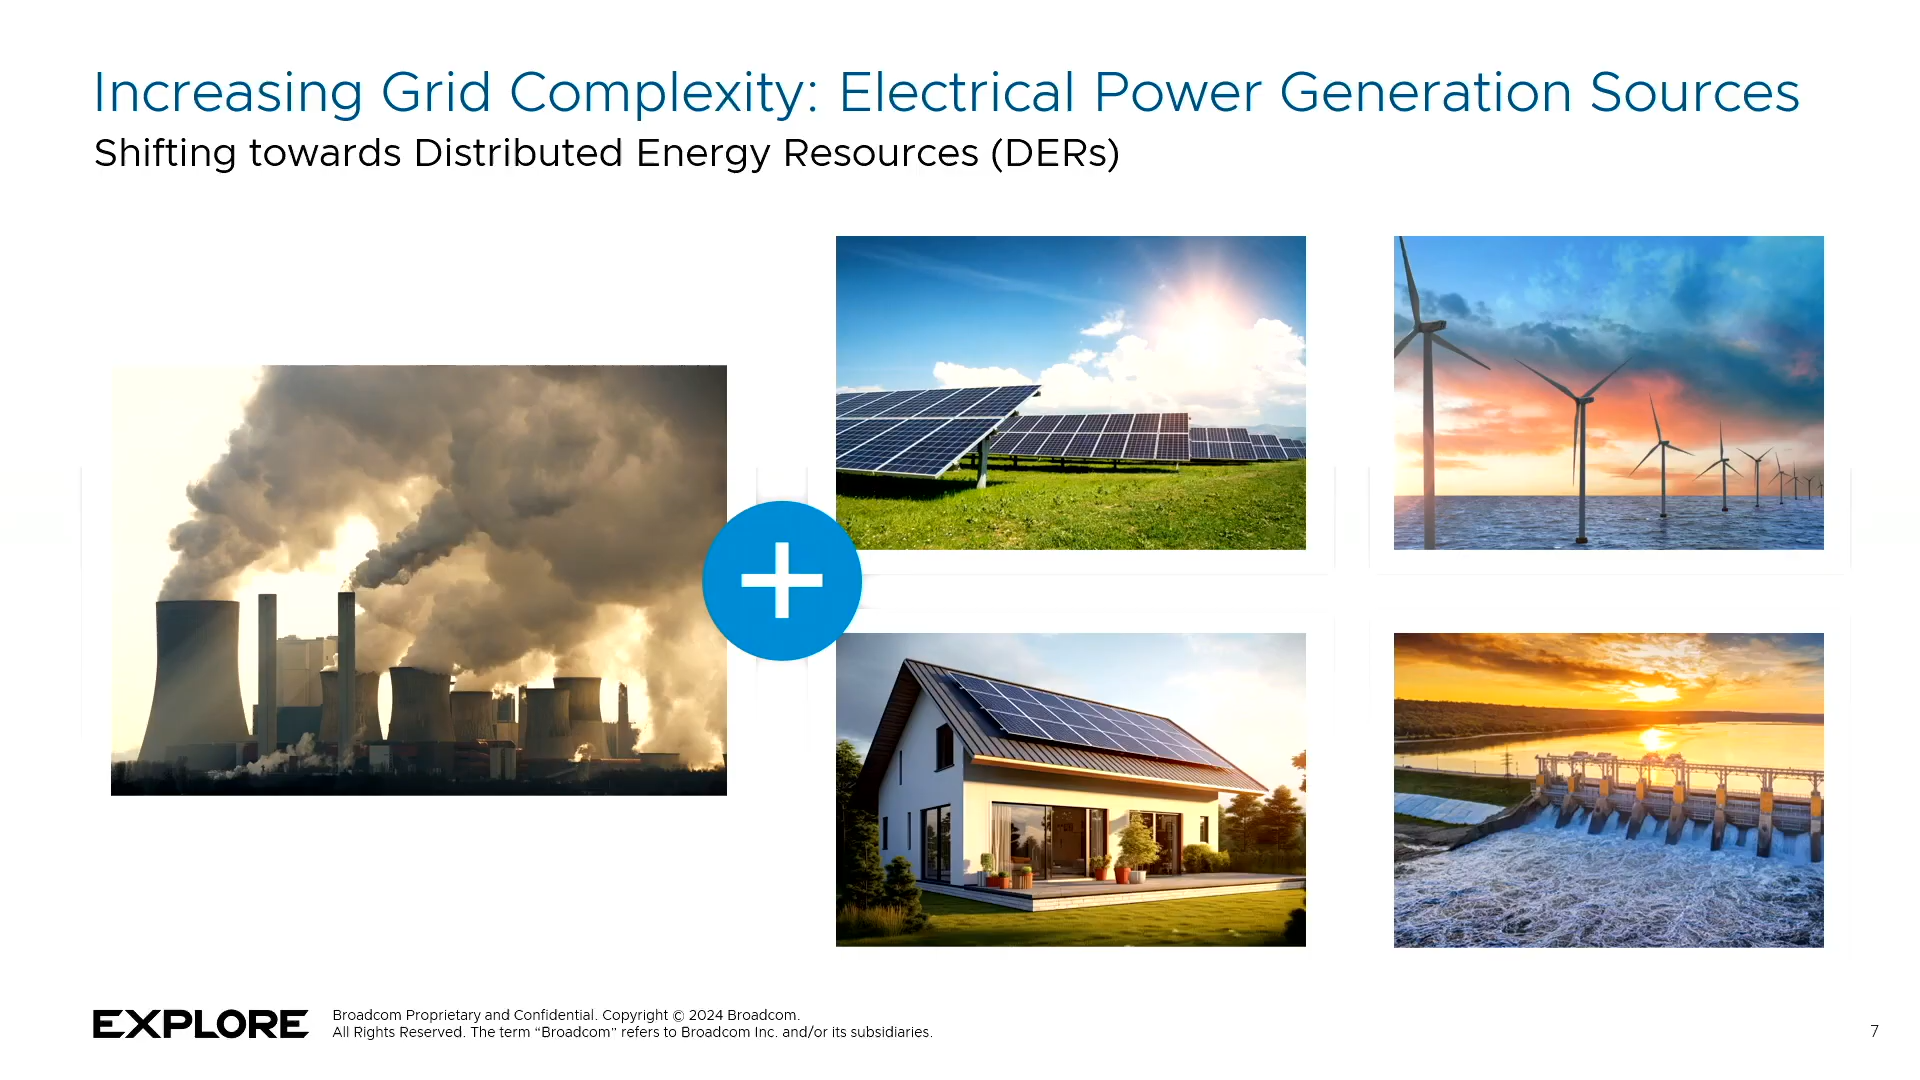 Increasing Grid Complexity: Electrical Power Generation Sources
Shifting towards Distributed Energy Resources (DERs)
EXPLORE
Broadcom Proprietary and Confidential. Copyright © 2024 Broadcom.
All Rights Reserved. The term “Broadcom” refers to Broadcom Inc. and/or its subsidiaries.
7